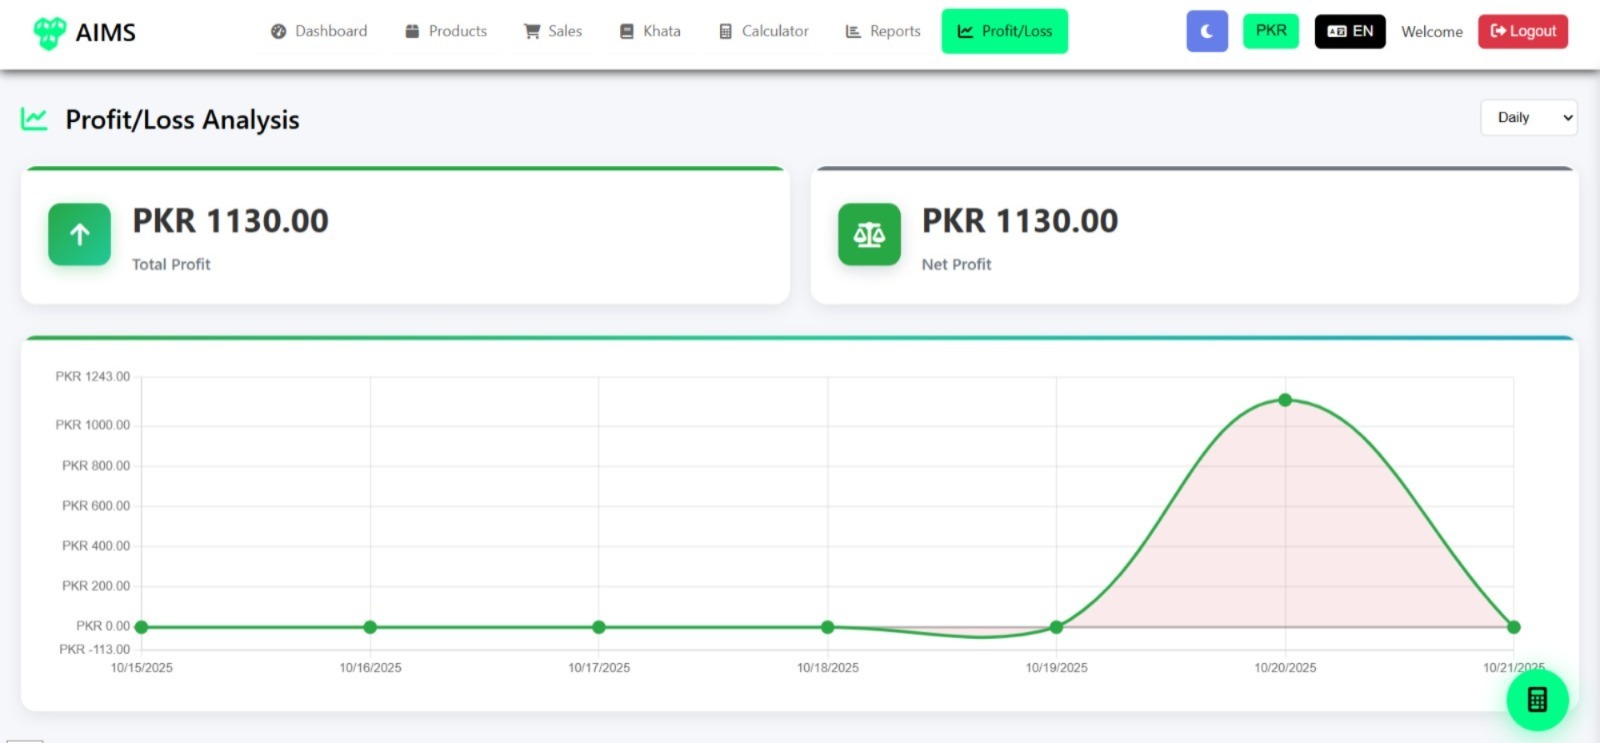 AIMS Dashboard Products Sales Khata Calculator Reports Profit/Loss PKR EN Welcome Logout
Profit/Loss Analysis Daily
PKR 1130.00
Total Profit
PKR 1130.00
Net Profit
PKR 1243.00
PKR 1000.00
PKR 800.00
PKR 600.00
PKR 400.00
PKR 200.00
PKR 0.00
PKR -113.00
10/15/2025 10/16/2025 10/17/2025 10/18/2025 10/19/2025 10/20/2025 10/21/2025